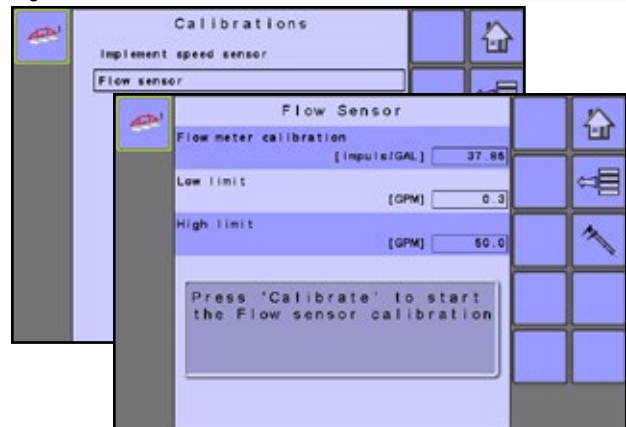 Calibrations
Implement speed sensor
Flow sensor
Flow Sensor
Flow meter calibration
[Impuls/GAL] 37.85
Low limit
[GPM] 0.3
High limit
[GPM] 50.0
Press 'Calibrate' to start
the Flow sensor calibration